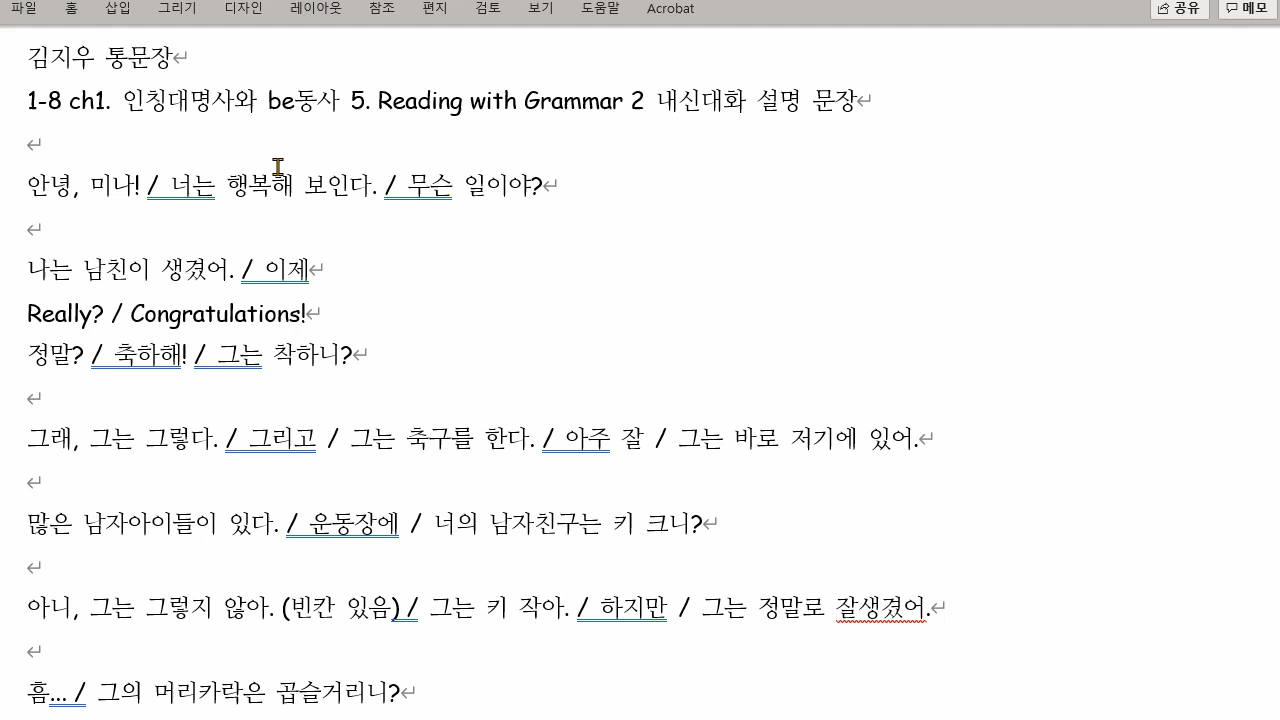 파일 홈 삽입 그리기 디자인 레이아웃 참조 편지 검토 보기 도움말 Acrobat 공유 메모
김지우 통문장
1-8 ch1. 인칭대명사와 be동사 5. Reading with Grammar 2 내신대화 설명 문장
안녕, 미나! / 너는 행복해 보인다. / 무슨 일이야?
나는 남친이 생겼어. / 이제
Really? / Congratulations!
정말? / 축하해! / 그는 착하니?
그래, 그는 그렇다. / 그리고 / 그는 축구를 한다. / 아주 잘 / 그는 바로 저기에 있어.
많은 남자아이들이 있다. / 운동장에 / 너의 남자친구는 키 크니?
아니, 그는 그렇지 않아. (빈칸 있음) / 그는 키 작아. / 하지만 / 그는 정말로 잘생겼어.
흠... / 그의 머리카락은 곱슬거리니?